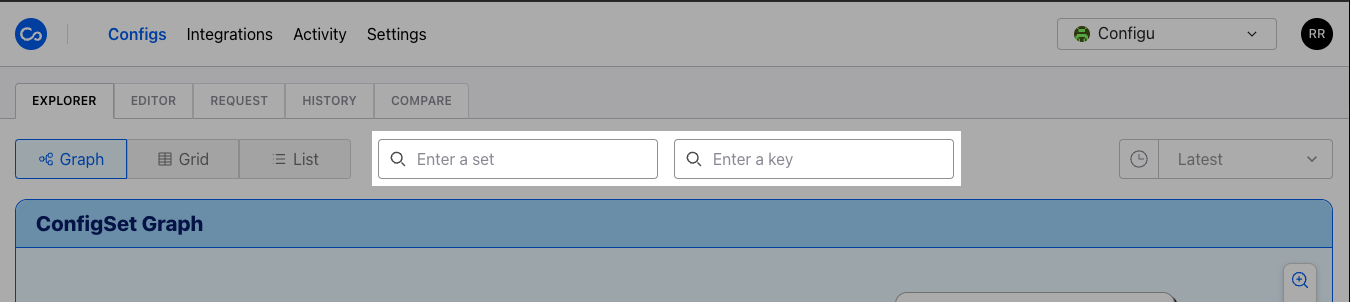 Configs Integrations Activity Settings Configu RR
EXPLORER EDITOR REQUEST HISTORY COMPARE
Graph Grid List Enter a set Enter a key Latest
ConfigSet Graph